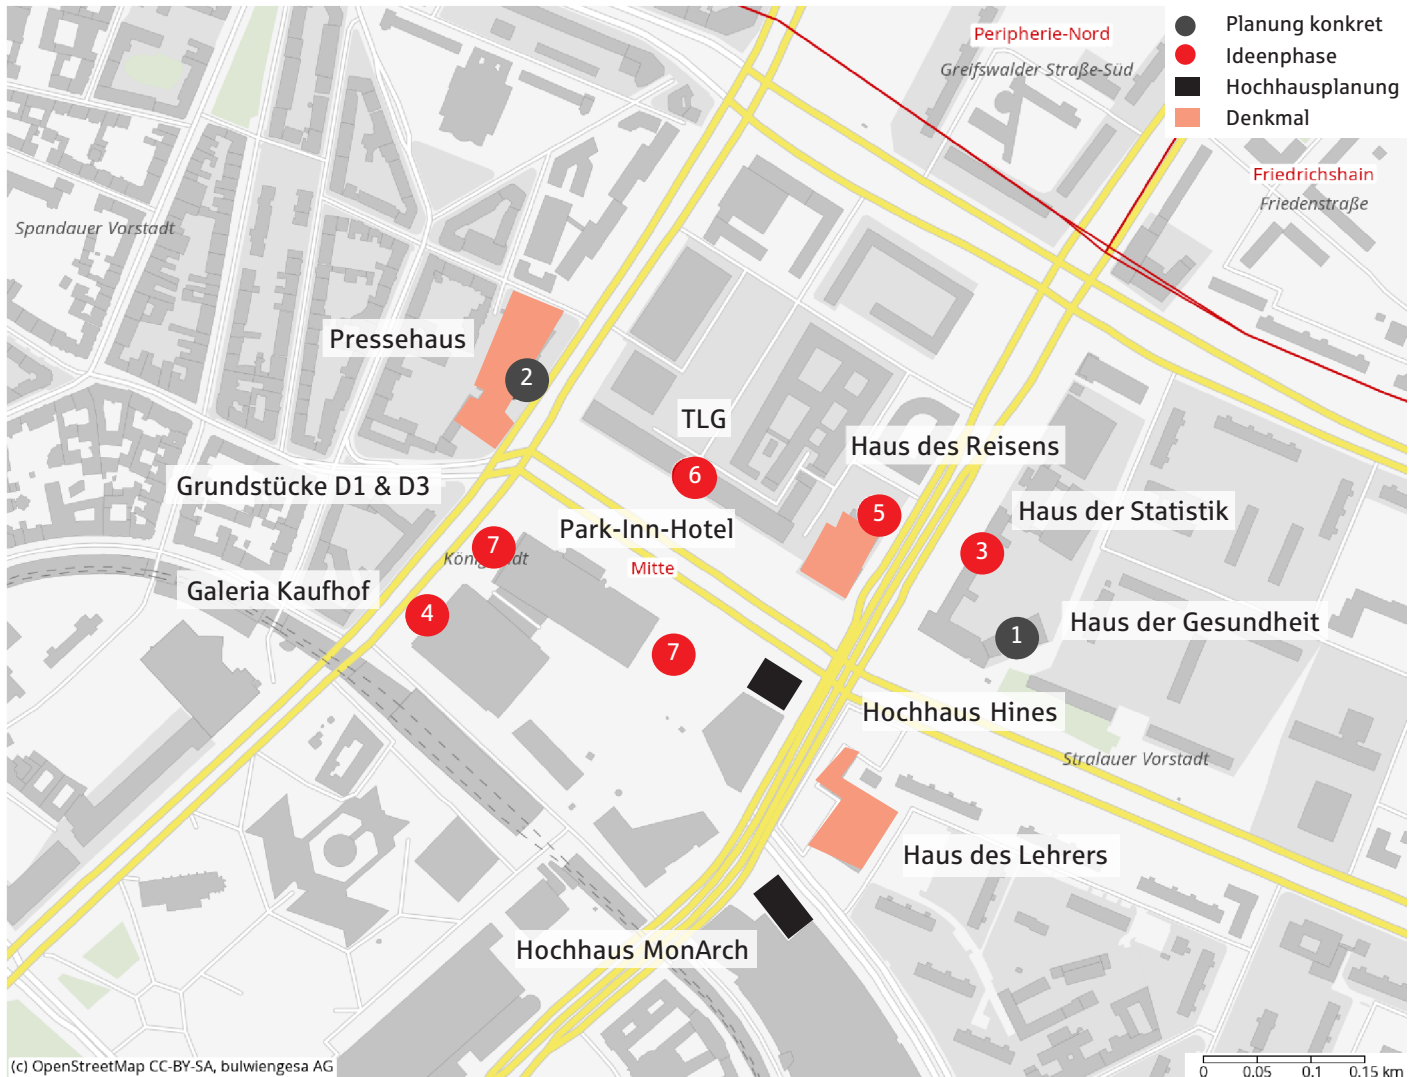 Peripherie-Nord
Greifswalder Straße-Süd
Planung konkret
Ideenphase
Hochhausplanung
Denkmal
Friedrichshain
Friedenstraße
Spandauer Vorstadt
Pressehaus
2
TLG
Haus des Reisens
6
Grundstücke D1 & D3
5
Haus der Statistik
Park-Inn-Hotel
7
3
Mitte
Galeria Kaufhof
4
Haus der Gesundheit
1
7
Hochhaus Hines
Stralauer Vorstadt
Haus des Lehrers
Hochhaus MonArch
(c) OpenStreetMap CC-BY-SA, bulwiengesa AG
0 0.05 0.1 0.15 km